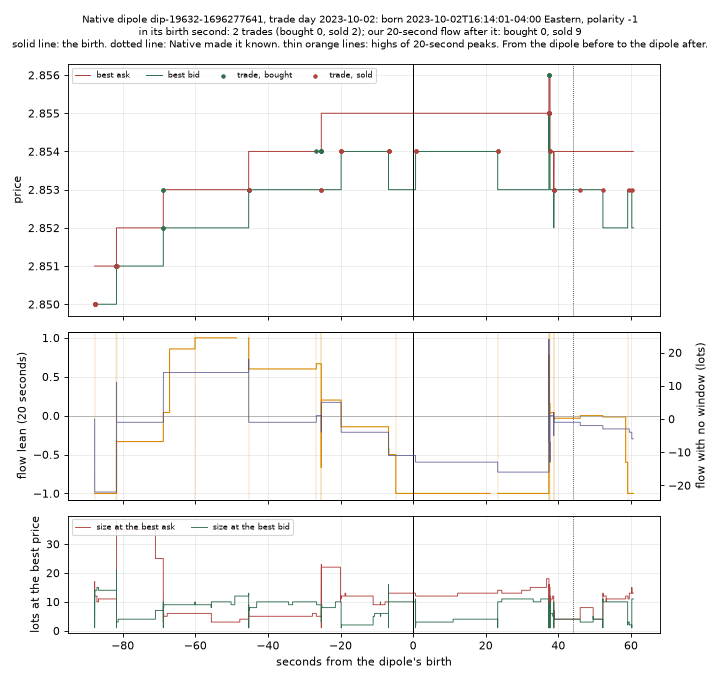 Native dipole dip-19632-1696277641, trade day 2023-10-02: born 2023-10-02T16:14:01-04:00 Eastern, polarity -1
in its birth second: 2 trades (bought 0, sold 2); our 20-second flow after it: bought 0, sold 9
solid line: the birth. dotted line: Native made it known. thin orange lines: highs of 20-second peaks. From the dipole before to the dipole after.
best ask best bid trade, bought trade, sold
2.856
2.855
2.854
2.853
2.852
2.851
2.850
price
1.0
0.5
0.0
−0.5
−1.0
flow lean (20 seconds)
20
10
0
−10
−20
flow with no window (lots)
size at the best ask size at the best bid
30
20
10
0
lots at the best price
−80 −60 −40 −20 0 20 40 60
seconds from the dipole's birth